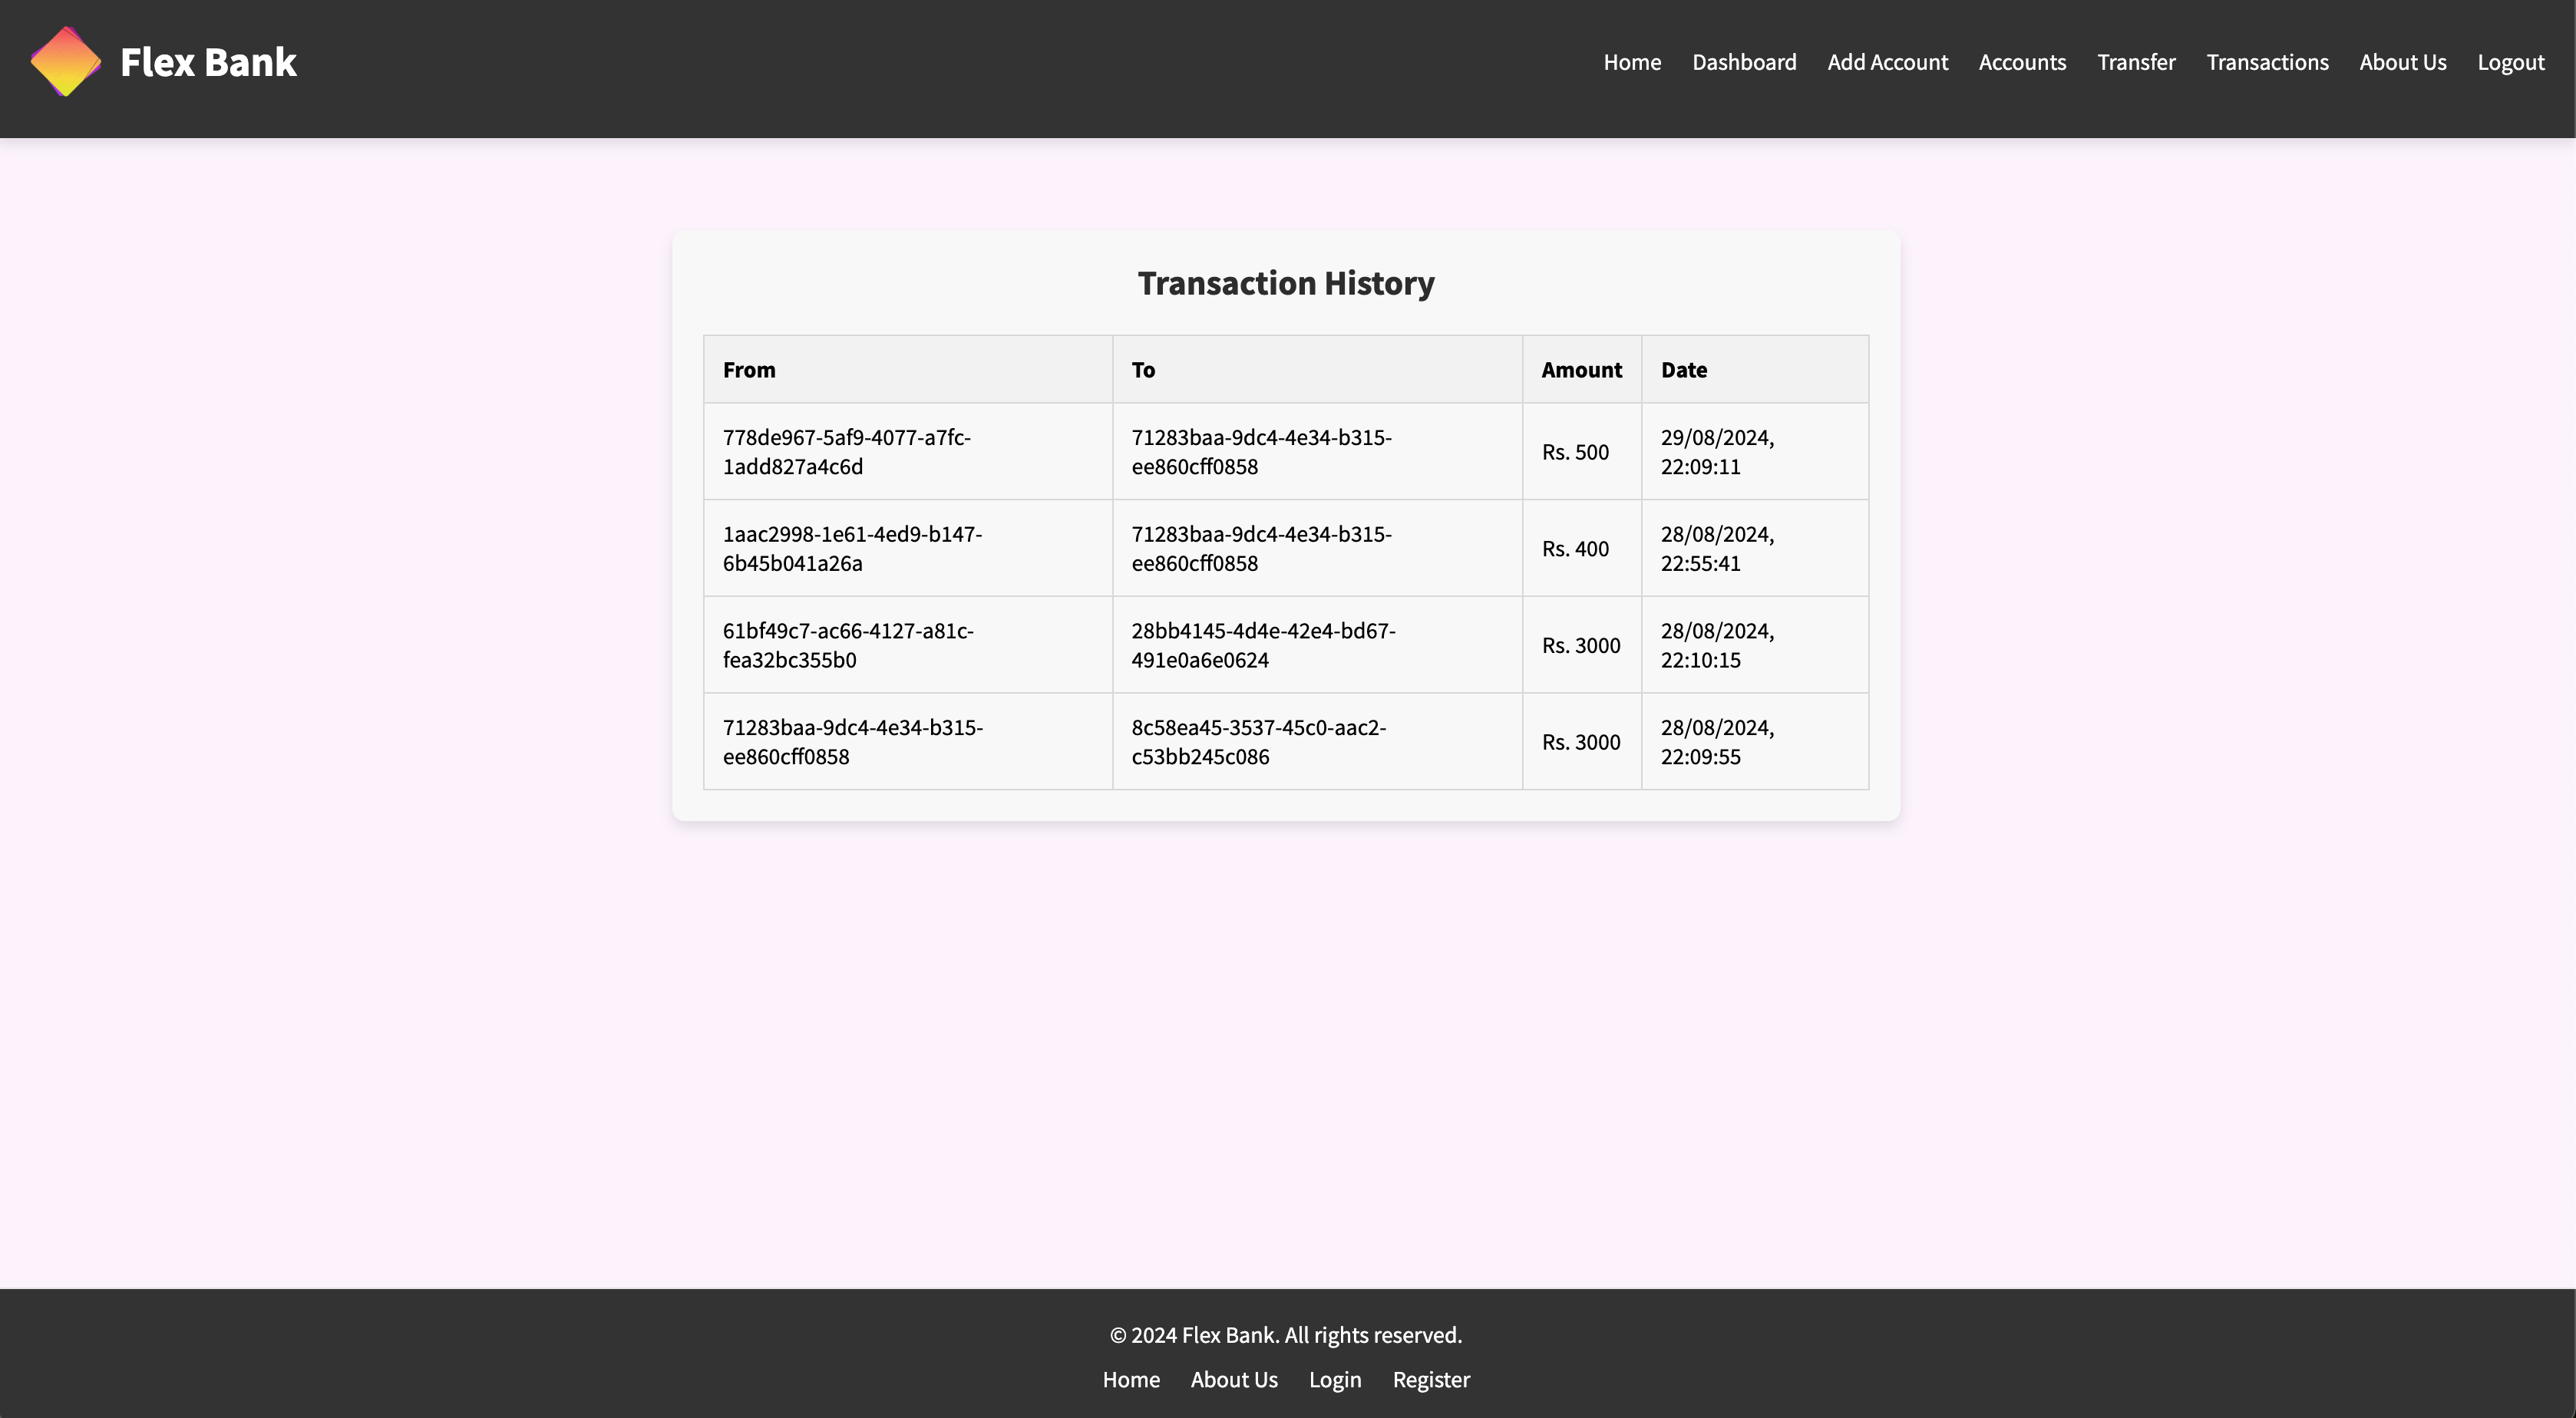 Flex Bank
Home Dashboard Add Account Accounts Transfer Transactions About Us Logout
Transaction History
From To Amount Date
778de967-5af9-4077-a7fc-
1add827a4c6d
71283baa-9dc4-4e34-b315-
ee860cff0858
Rs. 500
29/08/2024,
22:09:11
1aac2998-1e61-4ed9-b147-
6b45b041a26a
71283baa-9dc4-4e34-b315-
ee860cff0858
Rs. 400
28/08/2024,
22:55:41
61bf49c7-ac66-4127-a81c-
fea32bc355b0
28bb4145-4d4e-42e4-bd67-
491e0a6e0624
Rs. 3000
28/08/2024,
22:10:15
71283baa-9dc4-4e34-b315-
ee860cff0858
8c58ea45-3537-45c0-aac2-
c53bb245c086
Rs. 3000
28/08/2024,
22:09:55
© 2024 Flex Bank. All rights reserved.
Home About Us Login Register